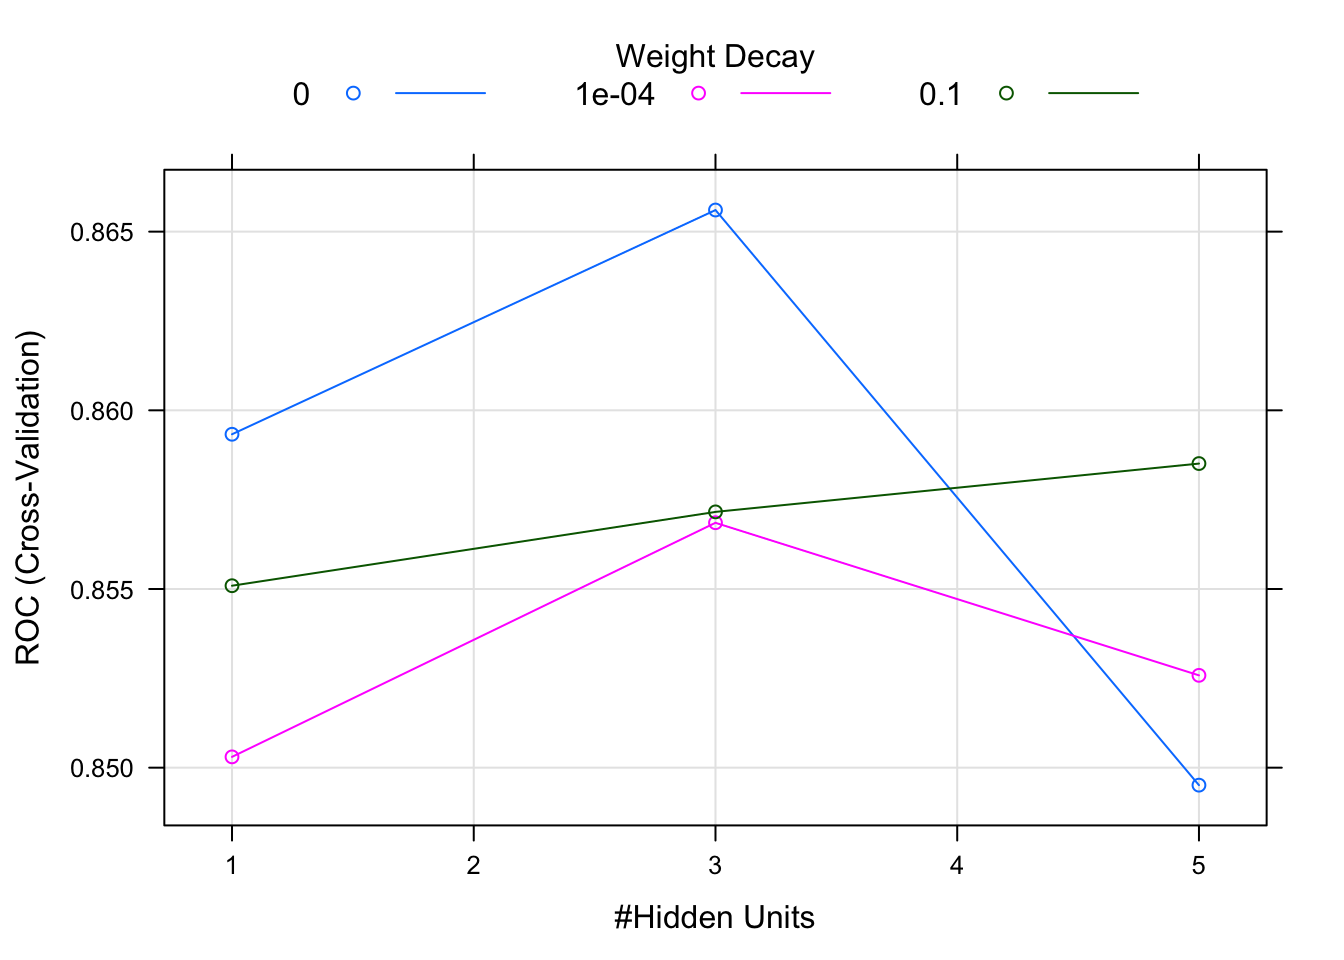 Weight Decay
0 1e-04 0.1
0.865
0.860
0.855
0.850
ROC (Cross-Validation)
1 2 3 4 5
#Hidden Units